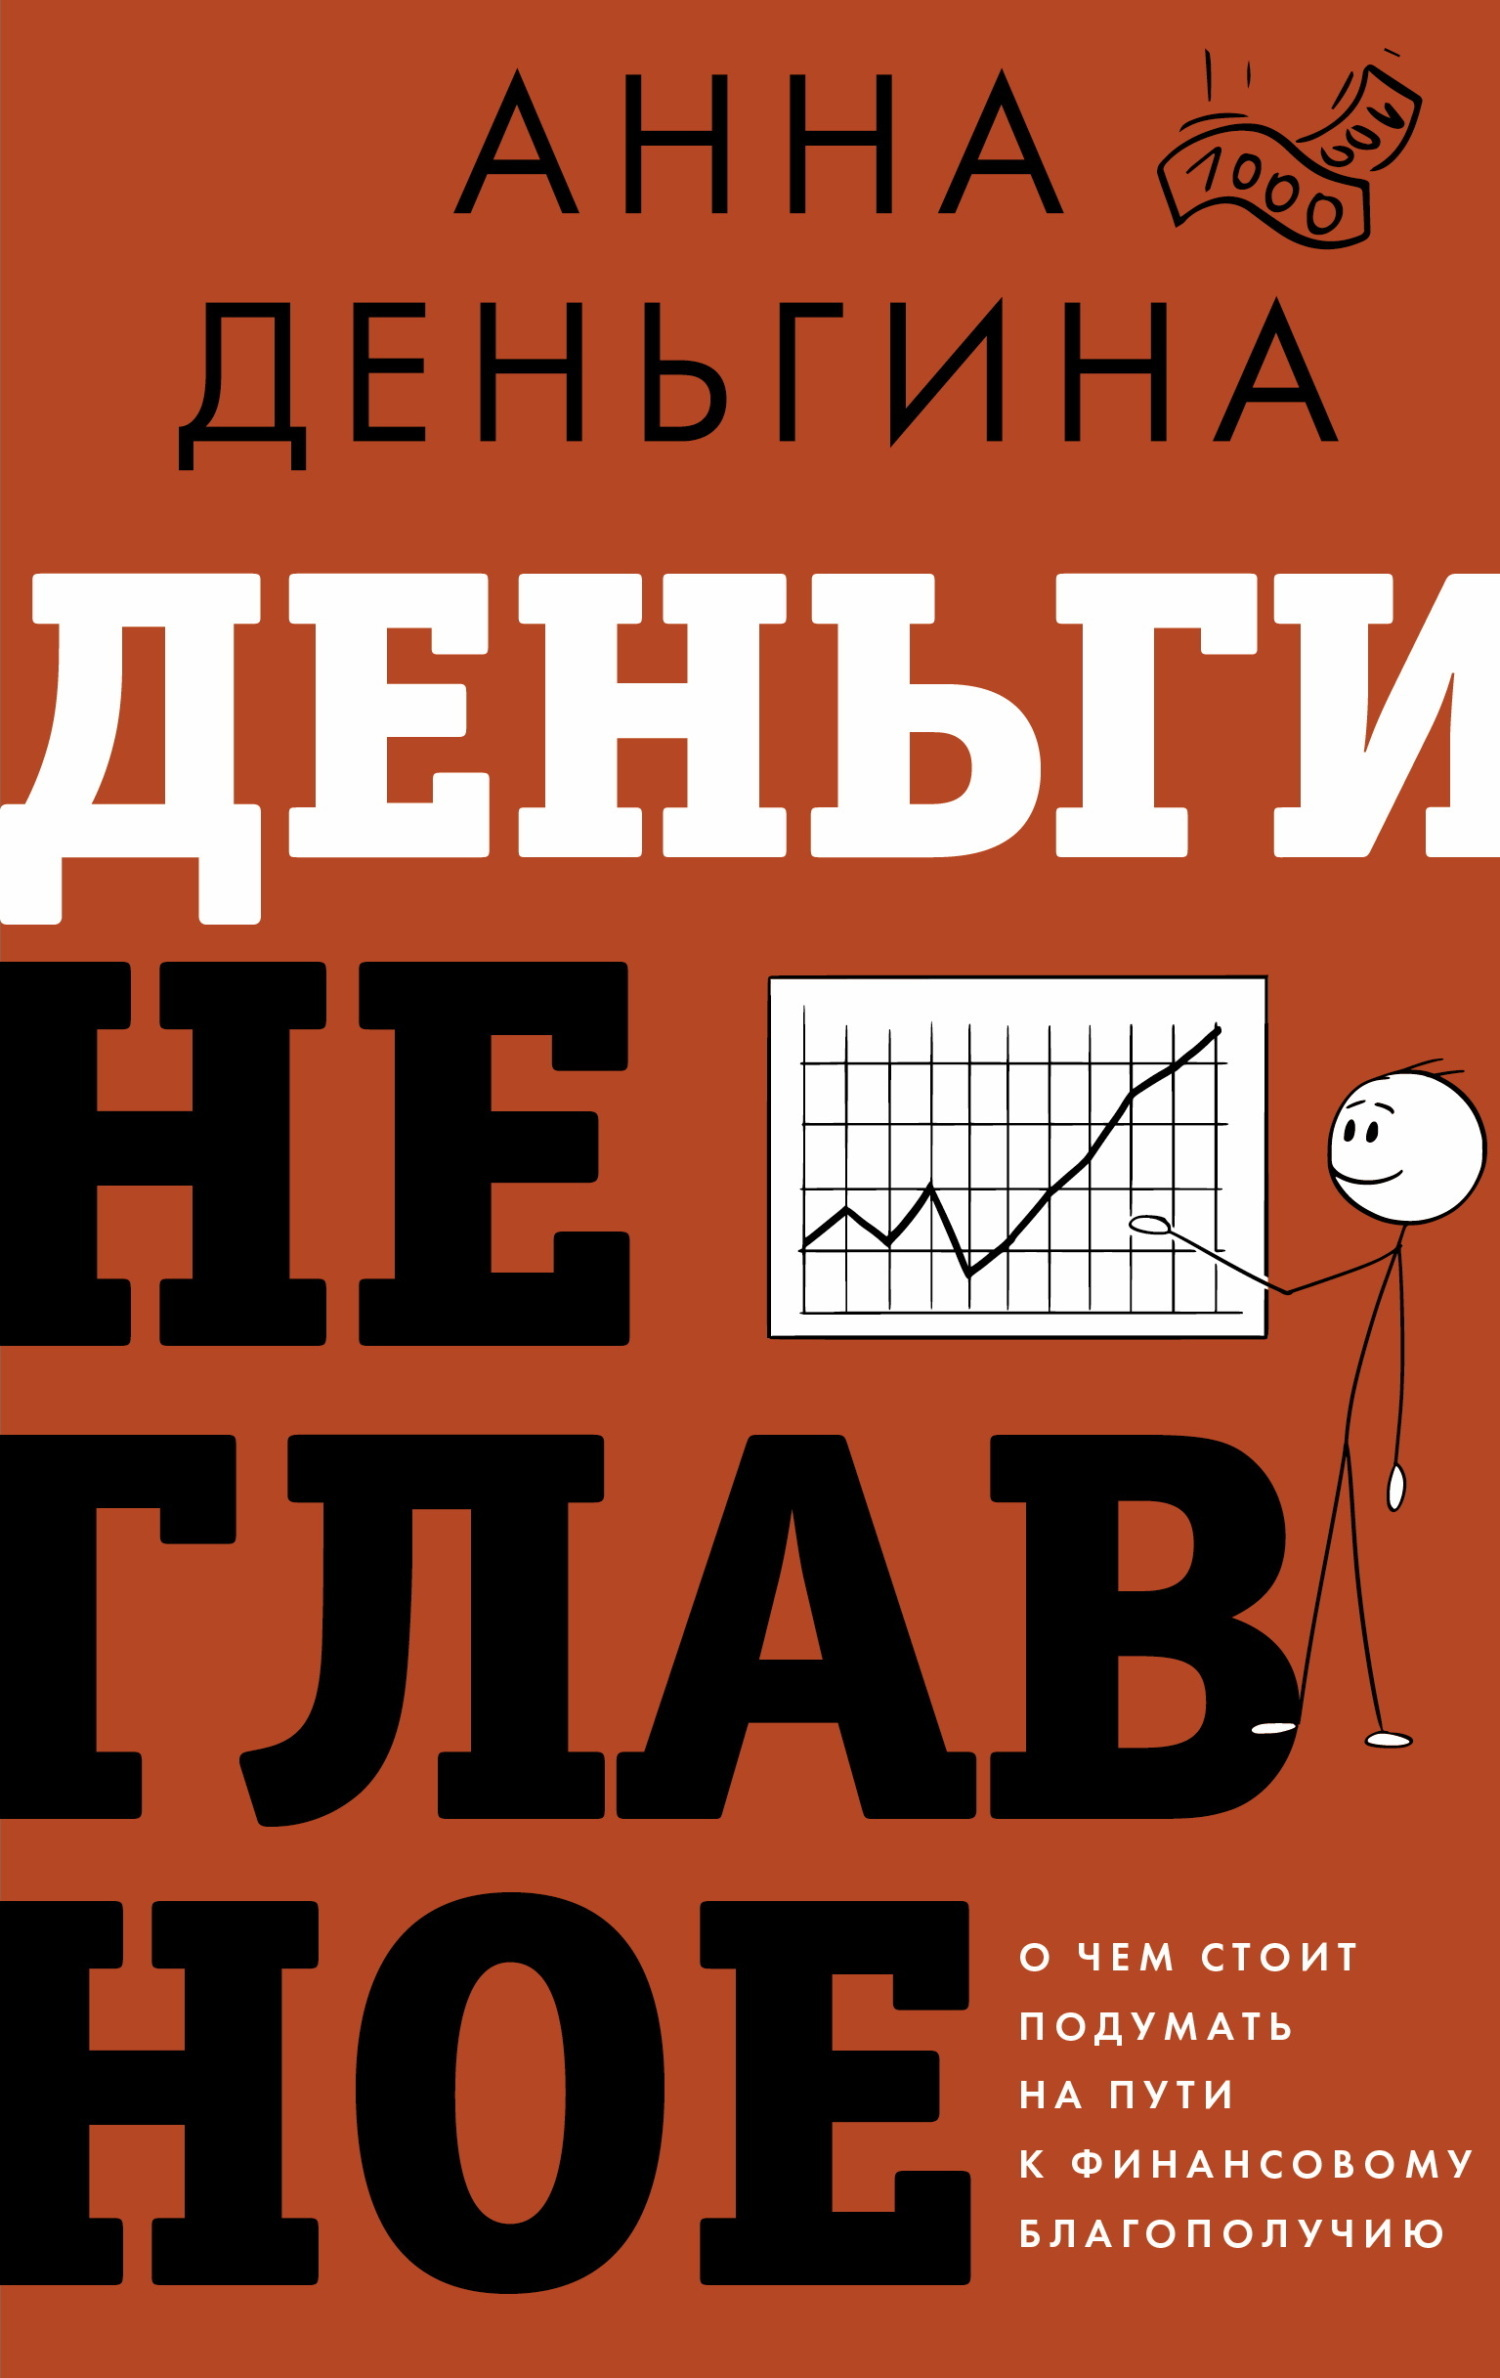 АННА
1000
ДЕНЬГИНА
ДЕНЬГИ
НЕ
ГЛАВ
НОЕ
О ЧЕМ СТОИТ
ПОДУМАТЬ
НА ПУТИ
К ФИНАНСОВОМУ
БЛАГОПОЛУЧИЮ